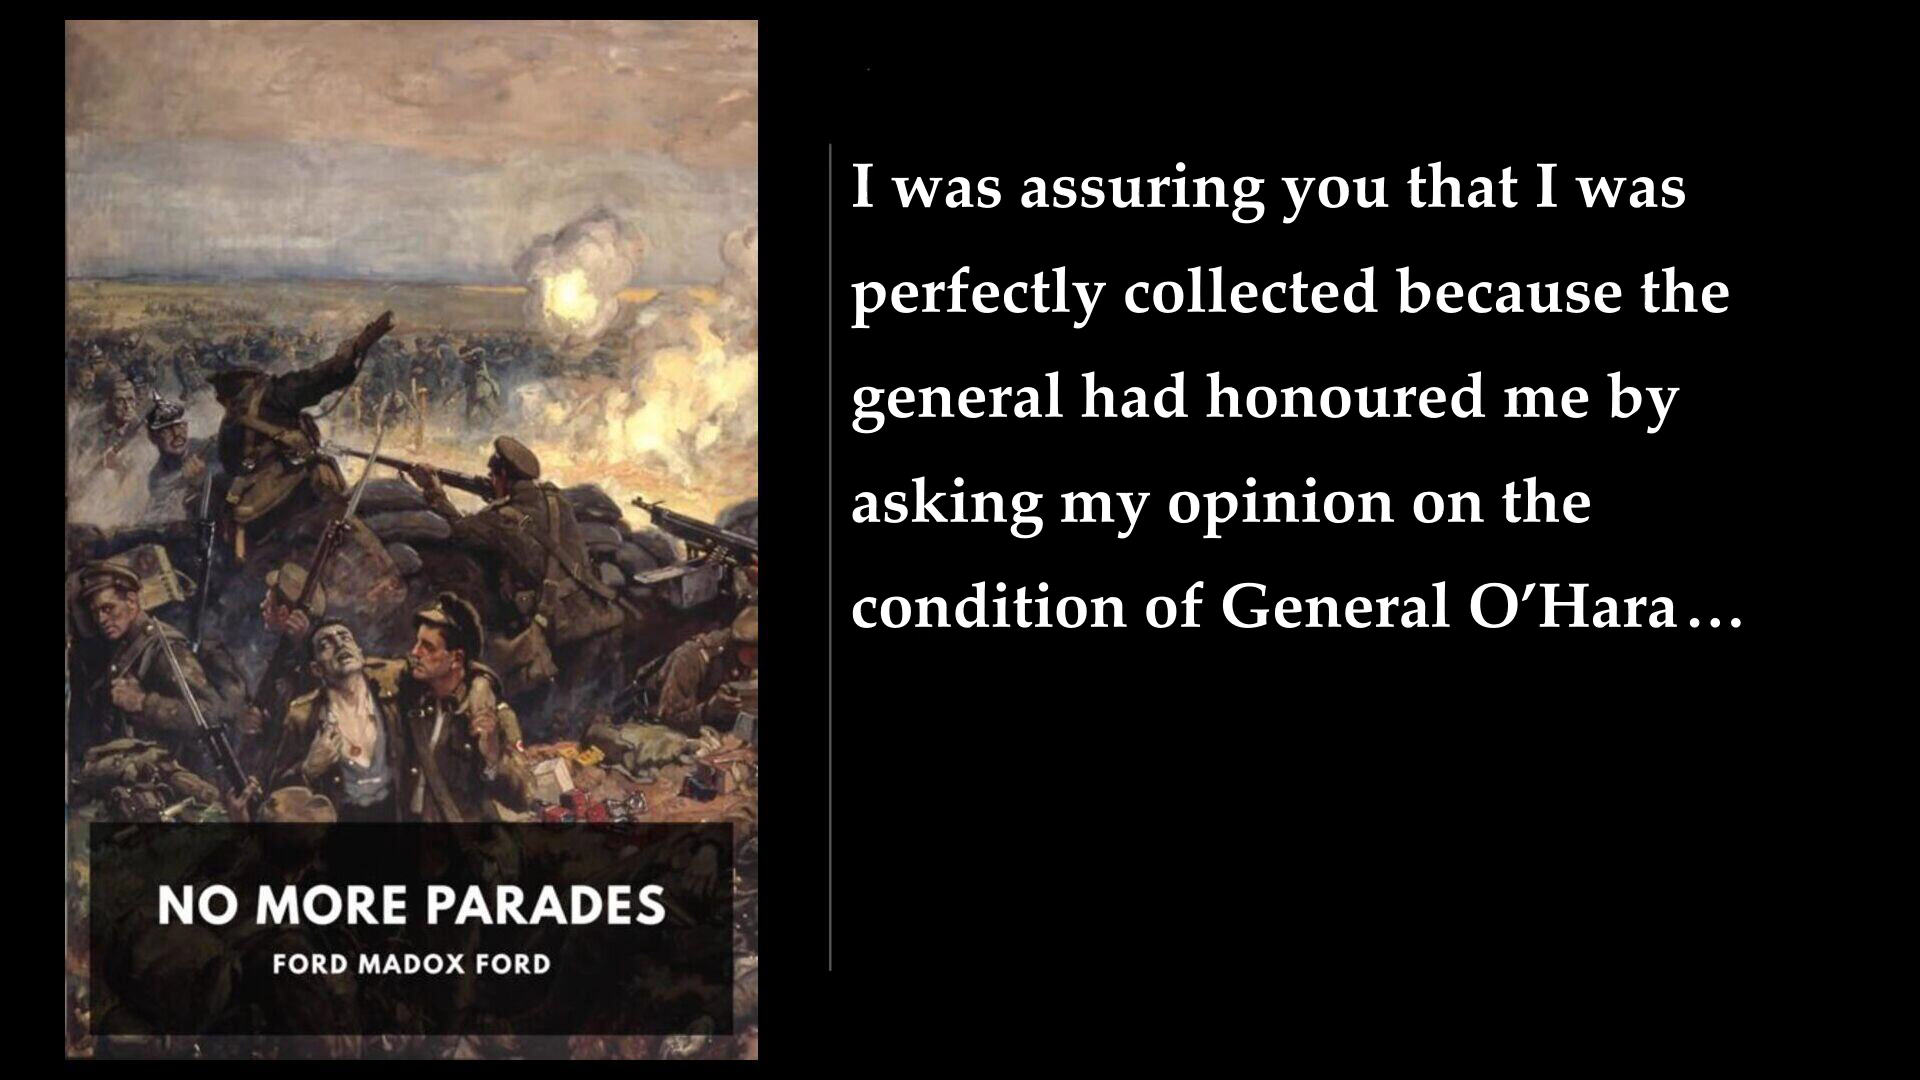 I was assuring you that I was
perfectly collected because the
general had honoured me by
asking my opinion on the
condition of General O’Hara…
NO MORE PARADES
FORD MADOX FORD